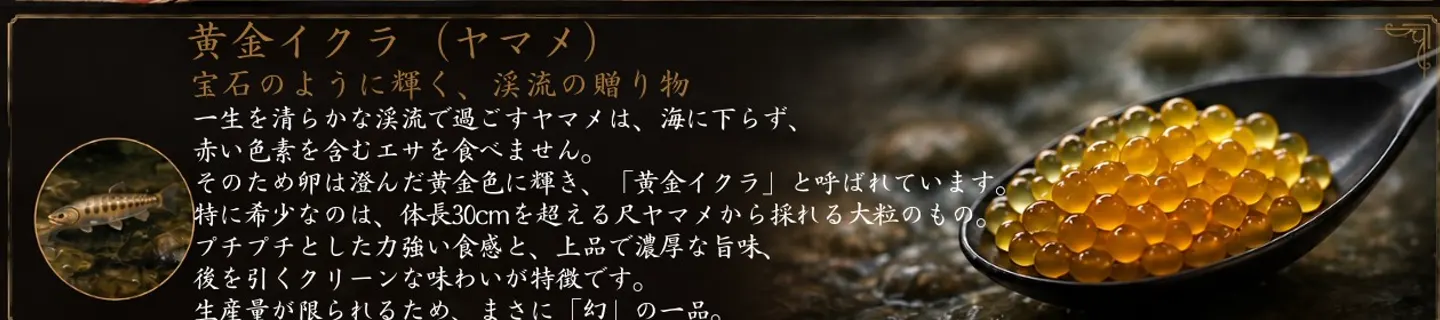 黄金イクラ（ヤマメ）
宝石のように輝く、渓流の贈り物
一生を清らかな渓流で過ごすヤマメは、海に下らず、
赤い色素を含むエサを食べません。
そのため卵は澄んだ黄金色に輝き、「黄金イクラ」と呼ばれています。
特に希少なのは、体長30cmを超える尺ヤマメから採れる大粒のもの。
プチプチとした力強い食感と、上品で濃厚な旨味、
後を引くクリーンな味わいが特徴です。
生産量が限られるため、まさに「幻」の一品。